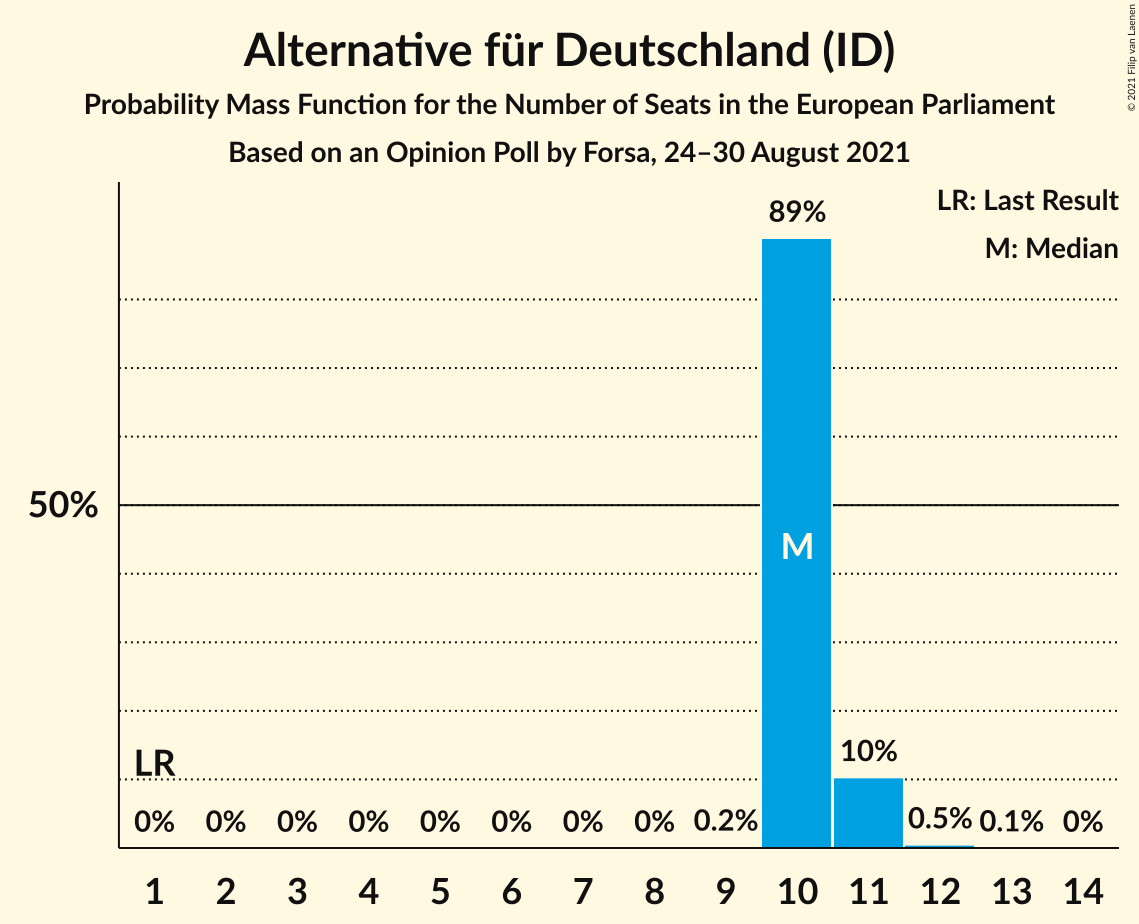 Alternative für Deutschland (ID)
Probability Mass Function for the Number of Seats in the European Parliament
Based on an Opinion Poll by Forsa, 24–30 August 2021
© 2021 Filip van Laenen
LR: Last Result
M: Median
89%
50%
M
LR
10%
0% 0% 0% 0% 0% 0% 0% 0% 0.2% 0.5% 0.1% 0%
1 2 3 4 5 6 7 8 9 10 11 12 13 14